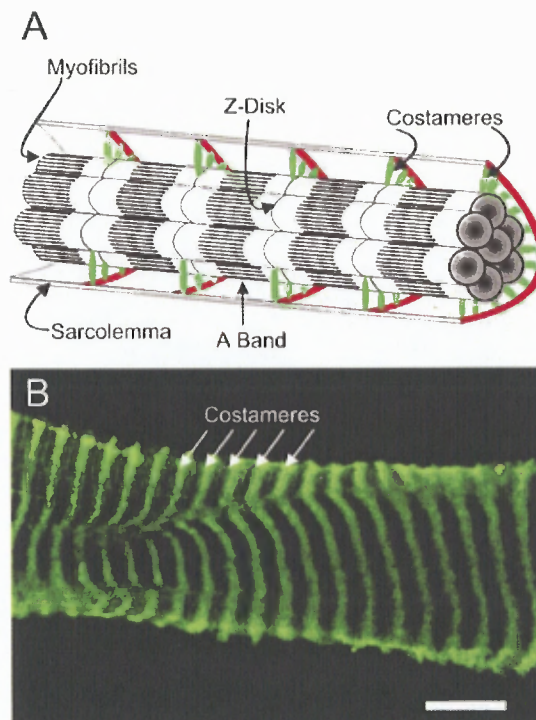 A
Myofibrils
Z-Disk
Costameres
Sarcolemma
A Band
B
Costameres